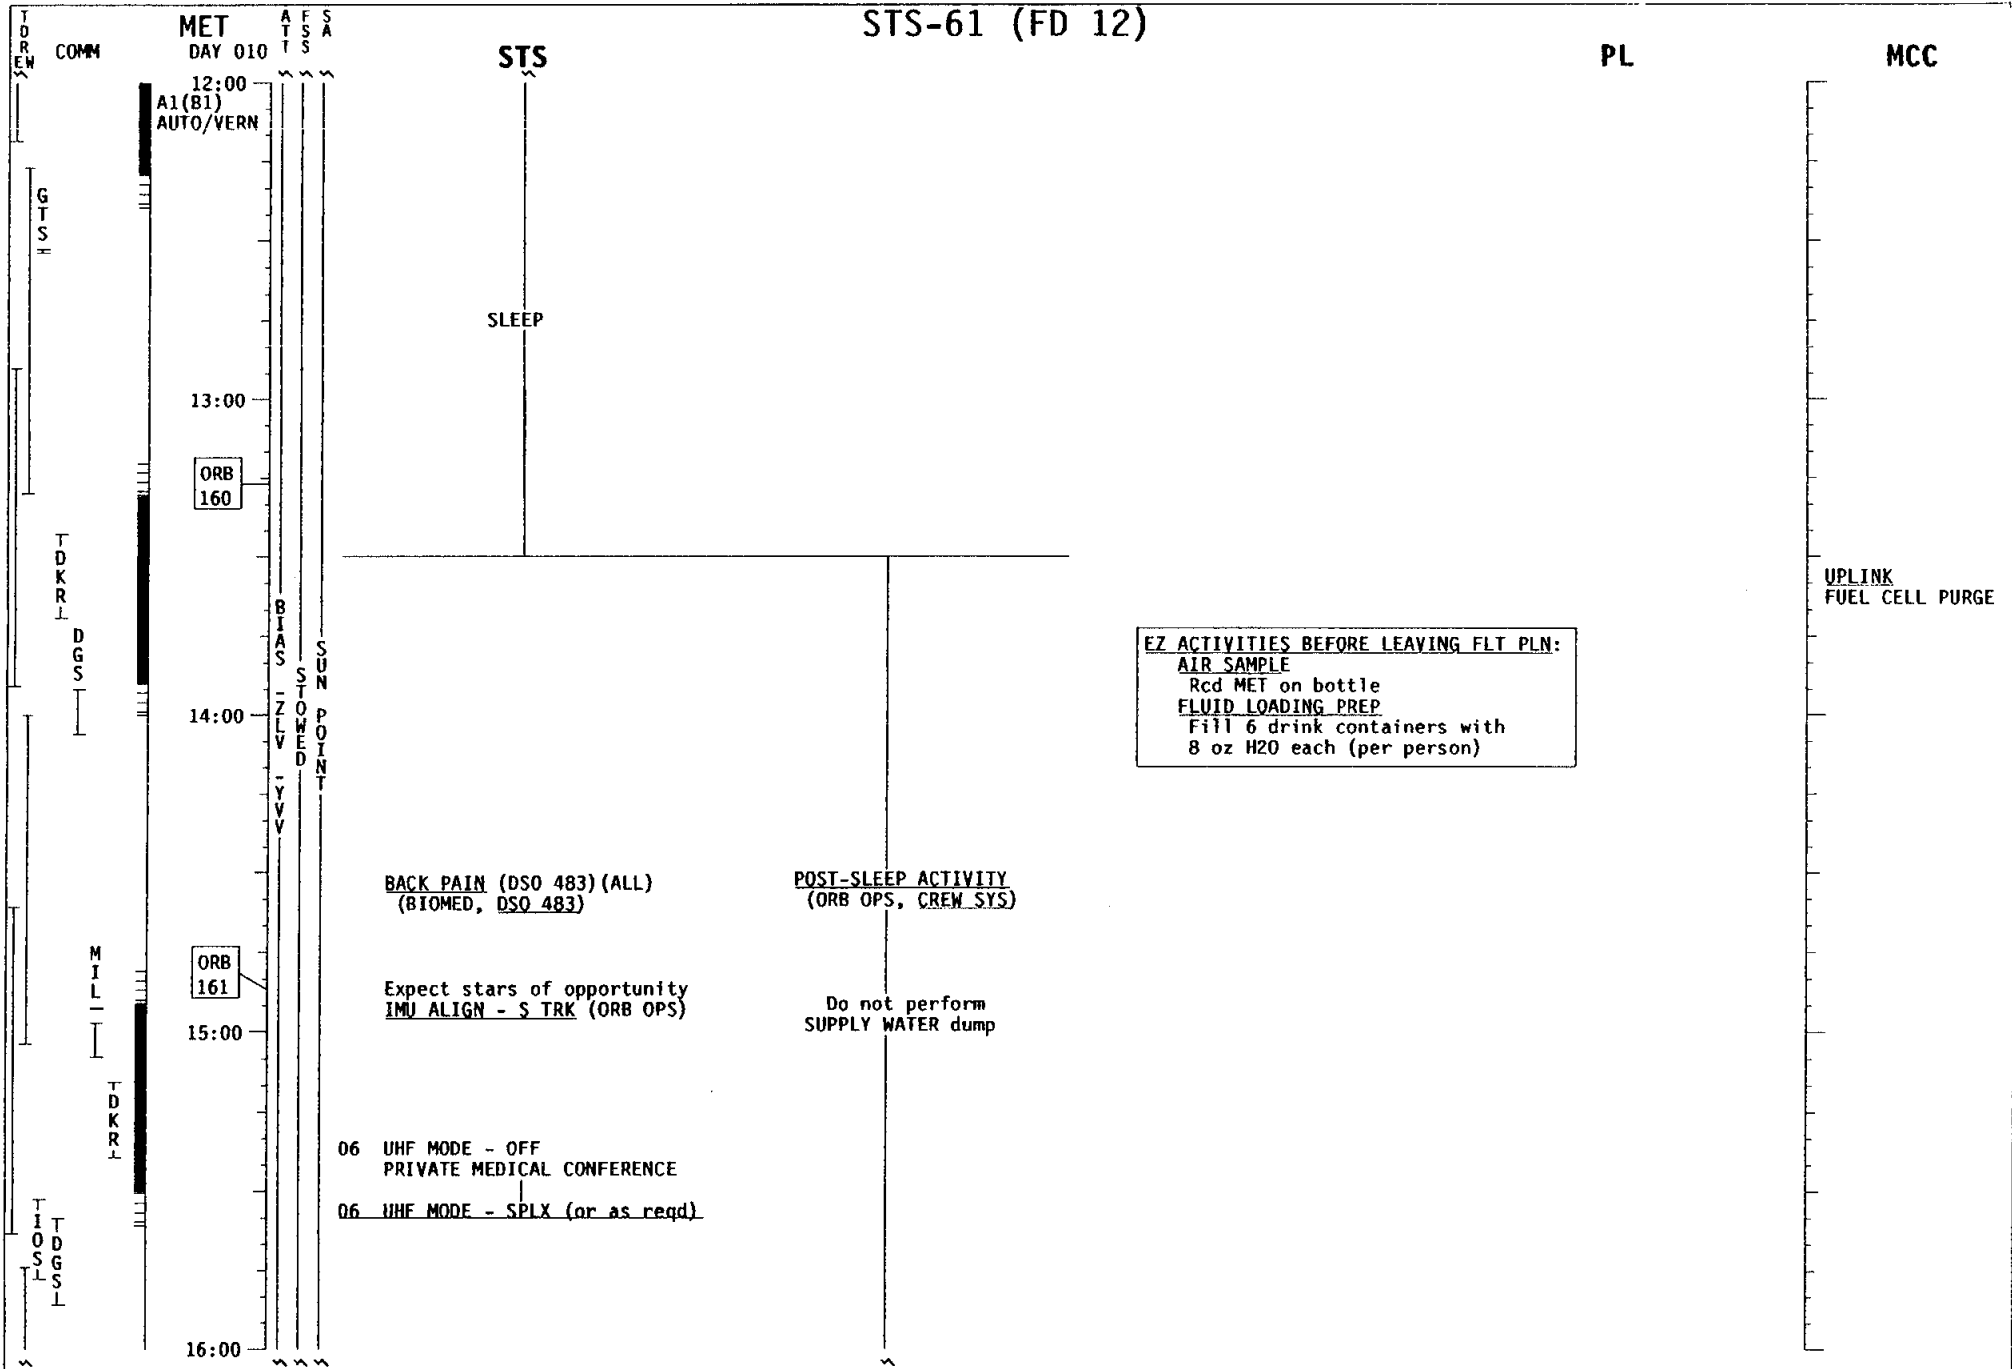 STS-61 (FD 12)
TDRS
EW
COMM
MET
DAY 010
ATT
FSS
SA
STS
PL
MCC
12:00
A1(B1)
AUTO/VERN
GTS
SLEEP
13:00
ORB
160
TDKR
DGS
BIAS -ZLV -YVV
STOWED
SUN POINT
UPLINK
FUEL CELL PURGE
EZ ACTIVITIES BEFORE LEAVING FLT PLN:
AIR SAMPLE
Rcd MET on bottle
FLUID LOADING PREP
Fill 6 drink containers with
8 oz H2O each (per person)
14:00
BACK PAIN (DSO 483)(ALL)
(BIOMED, DSO 483)
POST-SLEEP ACTIVITY
(ORB OPS, CREW SYS)
MIL
ORB
161
Expect stars of opportunity
IMU ALIGN - S TRK (ORB OPS)
Do not perform
SUPPLY WATER dump
15:00
TDKR
06 UHF MODE - OFF
PRIVATE MEDICAL CONFERENCE
06 UHF MODE - SPLX (or as reqd)
IOS
DGS
16:00